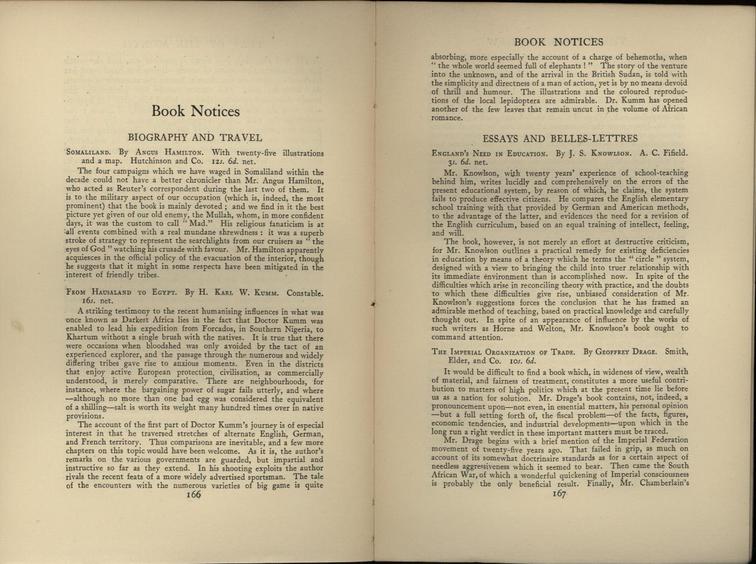 Book Notices
BIOGRAPHY AND TRAVEL
SOMALILAND. By ANGUS HAMILTON. With twenty-five illustrations
and a map. Hutchinson and Co. 12s. 6d. net.
The four campaigns which we have waged in Somaliland within the
decade could not have a better chronicler than Mr. Angus Hamilton,
who acted as Reuter's correspondent during the last two of them. It
is to the military aspect of our occupation (which is, indeed, the most
prominent) that the book is mainly devoted; and we find in it the best
picture yet given of our old enemy, the Mullah, whom, in more confident
days, it was the custom to call "Mad." His religious fanaticism is at
all events combined with a real mundane shrewdness: it was a superb
stroke of strategy to represent the searchlights from our cruisers as "the
eyes of God" watching his crusade with favour. Mr. Hamilton apparently
acquiesces in the official policy of the evacuation of the interior, though
he suggests that it might in some respects have been mitigated in the
interest of friendly tribes.
FROM HAUSALAND TO EGYPT. By H. KARL W. KUMM. Constable.
16s. net.
A striking testimony to the recent humanising influences in what was
once known as Darkest Africa lies in the fact that Doctor Kumm was
enabled to lead his expedition from Forcados, in Southern Nigeria, to
Khartum without a single brush with the natives. It is true that there
were occasions when bloodshed was only avoided by the tact of an
experienced explorer, and the passage through the numerous and widely
differing tribes gave rise to anxious moments. Even in the districts
that enjoy active European protection, civilisation, as commercially
understood, is merely comparative. There are neighbourhoods, for
instance, where the bargaining power of sugar fails utterly, and where
—although no more than one bad egg was considered the equivalent
of a shilling—salt is worth its weight many hundred times over in native
provisions.
The account of the first part of Doctor Kumm's journey is of especial
interest in that he traversed stretches of alternate English, German,
and French territory. Thus comparisons are inevitable, and a few more
chapters on this topic would have been welcome. As it is, the author's
remarks on the various governments are guarded, but impartial and
instructive so far as they extend. In his shooting exploits the author
rivals the recent feats of a more widely advertised sportsman. The tale
of the encounters with the numerous varieties of big game is quite
166
BOOK NOTICES
absorbing, more especially the account of a charge of behemoths, when
"the whole world seemed full of elephants!" The story of the venture
into the unknown, and of the arrival in the British Sudan, is told with
the simplicity and directness of a man of action, yet is by no means devoid
of thrill and humour. The illustrations and the coloured reproduc-
tions of the local lepidoptera are admirable. Dr. Kumm has opened
another of the few leaves that remain uncut in the volume of African
romance.
ESSAYS AND BELLES-LETTRES
ENGLAND'S NEED IN EDUCATION. By J. S. KNOWLSON. A. C. Fifield.
3s. 6d. net.
Mr. Knowlson, with twenty years' experience of school-teaching
behind him, writes lucidly and comprehensively on the errors of the
present educational system, by reason of which, he claims, the system
fails to produce effective citizens. He compares the English elementary
school training with that provided by German and American methods,
to the advantage of the latter, and evidences the need for a revision of
the English curriculum, based on an equal training of intellect, feeling,
and will.
The book, however, is not merely an effort at destructive criticism,
for Mr. Knowlson outlines a practical remedy for existing deficiencies
in education by means of a theory which he terms the "circle" system,
designed with a view to bringing the child into truer relationship with
its immediate environment than is accomplished now. In spite of the
difficulties which arise in reconciling theory with practice, and the doubts
to which these difficulties give rise, unbiased consideration of Mr.
Knowlson's suggestions forces the conclusion that he has framed an
admirable method of teaching, based on practical knowledge and carefully
thought out. In spite of an appearance of influence by the works of
such writers as Horne and Welton, Mr. Knowlson's book ought to
command attention.
THE IMPERIAL ORGANIZATION OF TRADE. By GEOFFREY DRAGE. Smith,
Elder, and Co. 10s. 6d.
It would be difficult to find a book which, in wideness of view, wealth
of material, and fairness of treatment, constitutes a more useful contri-
bution to matters of high politics which at the present time lie before
us as a nation for solution. Mr. Drage's book contains, not, indeed, a
pronouncement upon—not even, in essential matters, his personal opinion
—but a full setting forth of, the fiscal problem—of the facts, figures,
economic tendencies, and industrial developments—upon which in the
long run a right verdict in these important matters must be traced.
Mr. Drage begins with a brief mention of the Imperial Federation
movement of twenty-five years ago. That failed in grip, as much on
account of its somewhat doctrinaire standards as for a certain aspect of
needless aggressiveness which it seemed to bear. Then came the South
African War, of which a wonderful quickening of Imperial consciousness
is probably the only beneficial result. Finally, Mr. Chamberlain's
167